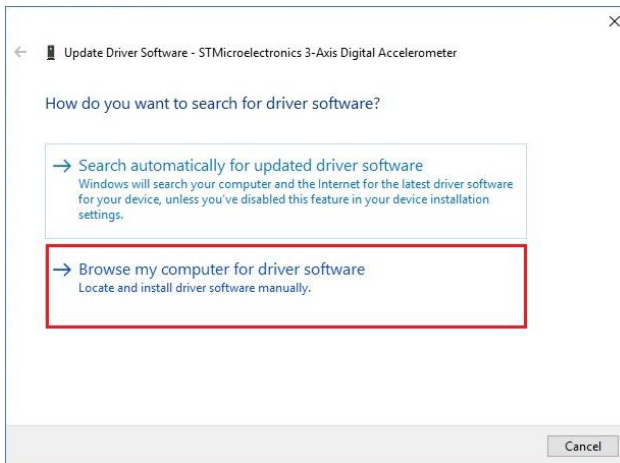 Update Driver Software - STMicroelectronics 3-Axis Digital Accelerometer
How do you want to search for driver software?
Search automatically for updated driver software
Windows will search your computer and the Internet for the latest driver software
for your device, unless you've disabled this feature in your device installation
settings.
Browse my computer for driver software
Locate and install driver software manually.
Cancel